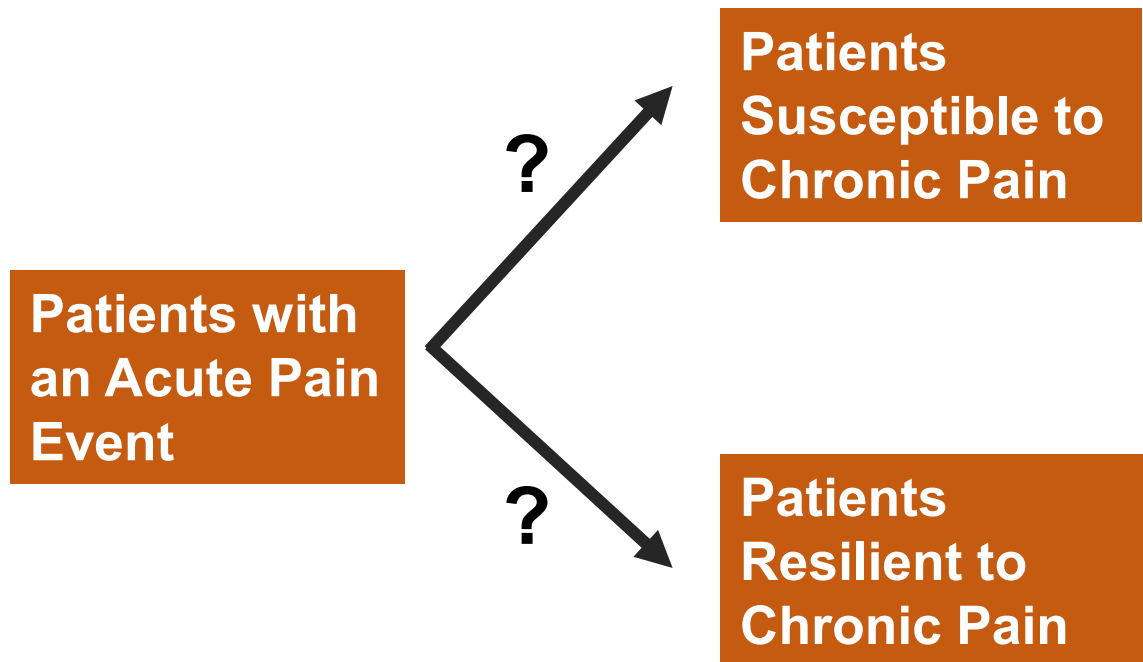 Patients
Susceptible to
Chronic Pain
?
Patients with
an Acute Pain
Event
?
Patients
Resilient to
Chronic Pain